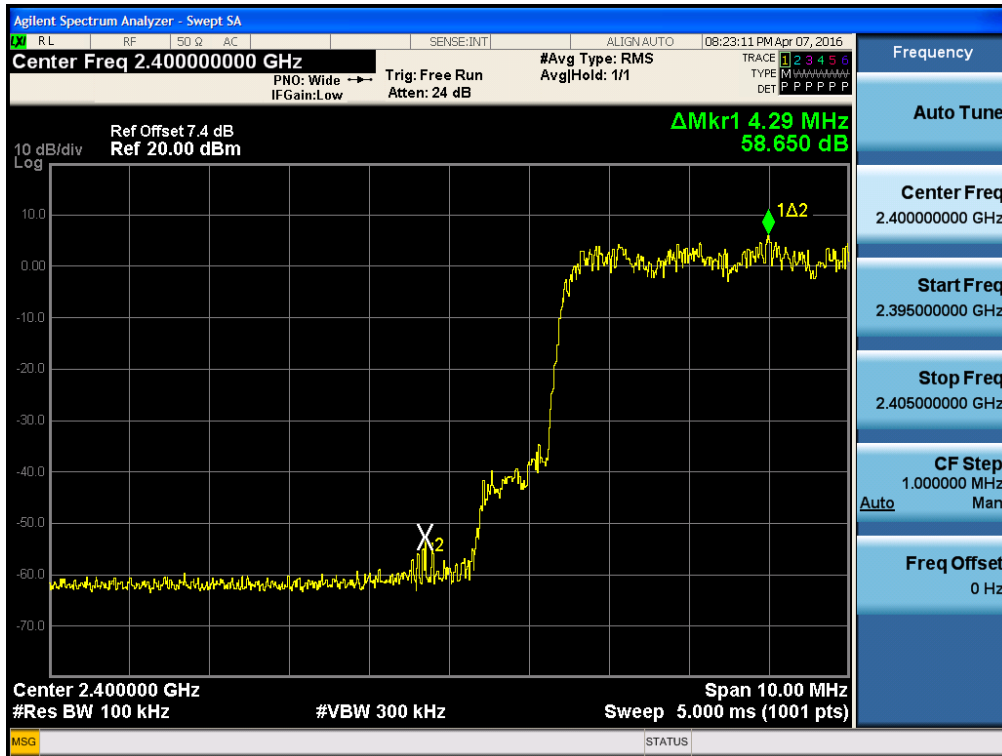 Agilent Spectrum Analyzer - Swept SA
LXI RL RF 50 Ω AC SENSE:INT ALIGNAUTO 08:23:11 PM Apr 07, 2016
Center Freq 2.400000000 GHz
PNO: Wide
IFGain:Low
Trig: Free Run
Atten: 24 dB
#Avg Type: RMS
Avg|Hold: 1/1
TRACE 1 2 3 4 5 6
TYPE M WWWWW
DET P P P P P P
ΔMkr1 4.29 MHz
58.650 dB
Ref Offset 7.4 dB
10 dB/div Ref 20.00 dBm
Log
10.0
0.00
-10.0
-20.0
-30.0
-40.0
-50.0
-60.0
-70.0
1Δ2
X2
Center 2.400000 GHz
Span 10.00 MHz
#Res BW 100 kHz
#VBW 300 kHz
Sweep 5.000 ms (1001 pts)
MSG
STATUS
Frequency
Auto Tune
Center Freq
2.400000000 GHz
Start Freq
2.395000000 GHz
Stop Freq
2.405000000 GHz
CF Step
1.000000 MHz
Auto Man
Freq Offset
0 Hz